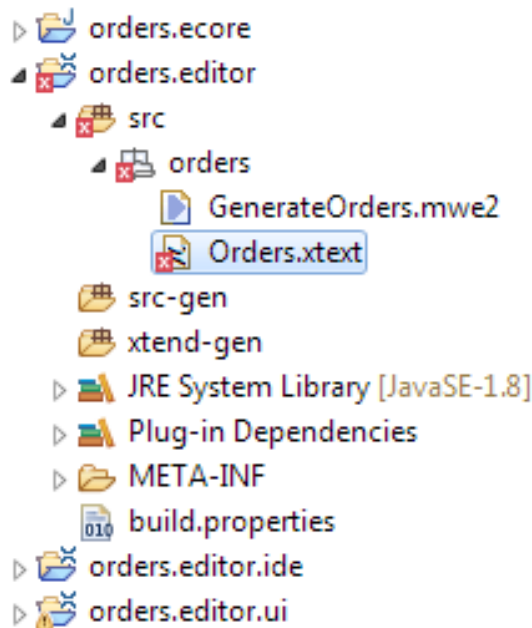 orders.ecore
orders.editor
src
orders
GenerateOrders.mwe2
Orders.xtext
src-gen
xtend-gen
JRE System Library [JavaSE-1.8]
Plug-in Dependencies
META-INF
build.properties
orders.editor.ide
orders.editor.ui